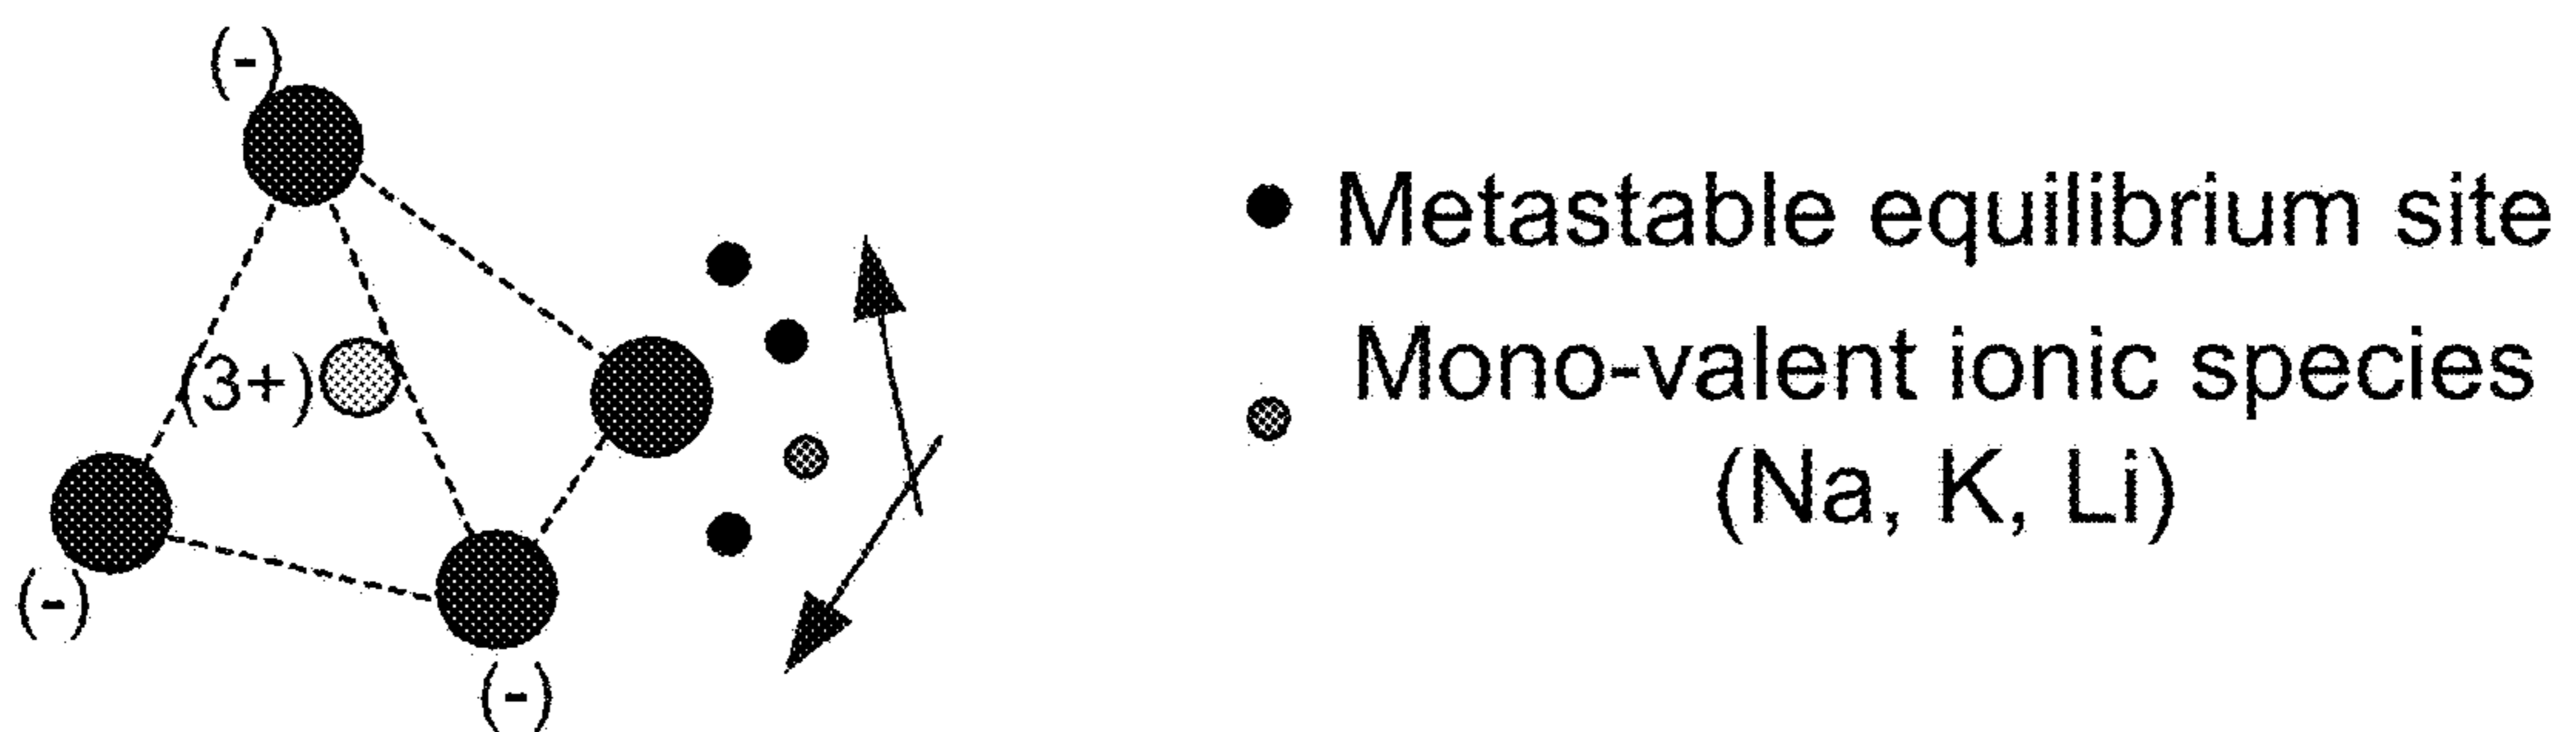 (-)
(3+)
(-)
(-)
Metastable equilibrium site
Mono-valent ionic species
(Na, K, Li)